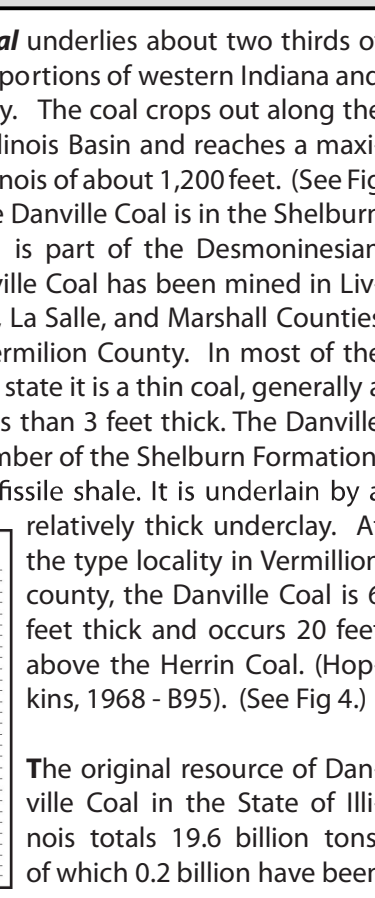 al underlies about two thirds o
portions of western Indiana and
y. The coal crops out along the
linois Basin and reaches a maxi
nois of about 1,200 feet. (See Fig
e Danville Coal is in the Shelburn
is part of the Desmoninesian
ville Coal has been mined in Liv
, La Salle, and Marshall Counties
ermilion County. In most of the
state it is a thin coal, generally a
s than 3 feet thick. The Danville
mber of the Shelburn Formation
fissile shale. It is underlain by a
relatively thick underclay. At
the type locality in Vermillion
county, the Danville Coal is 6
feet thick and occurs 20 feet
above the Herrin Coal. (Hop-
kins, 1968 - B95). (See Fig 4.)
The original resource of Dan-
ville Coal in the State of Illi-
nois totals 19.6 billion tons
of which 0.2 billion have been